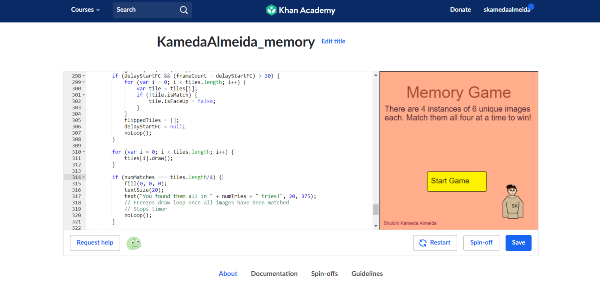 Courses
Search
Khan Academy
Donate
skamedaalmeida
KamedaAlmeida_memory
Edit title
298 if (delayStartFC && (frameCount - delayStartFC) > 30) {
299 for (var i = 0; i < tiles.length; i++) {
300 var tile = tiles[i];
301 if (!tile.isMatch) {
302 tile.isFaceUp = false;
303 }
304 }
305 flippedTiles = [];
306 delayStartFC = null;
307 noLoop();
308 }
309
310 for (var i = 0; i < tiles.length; i++) {
311 tiles[i].draw();
312 }
313
314 if (numMatches === tiles.length/4) {
315 fill(0, 0, 0);
316 textSize(20);
317 text("You found them all in " + numTries + " tries!", 20, 375);
318 // Freezes draw loop once all images have been matched
319 // Stops timer
320 noLoop();
321 }
322
Memory Game
There are 4 instances of 6 unique images
each. Match them all four at a time to win!
Start Game
Shuichi Kameda Almeida
Request help
Restart
Spin-off
Save
About
Documentation
Spin-offs
Guidelines